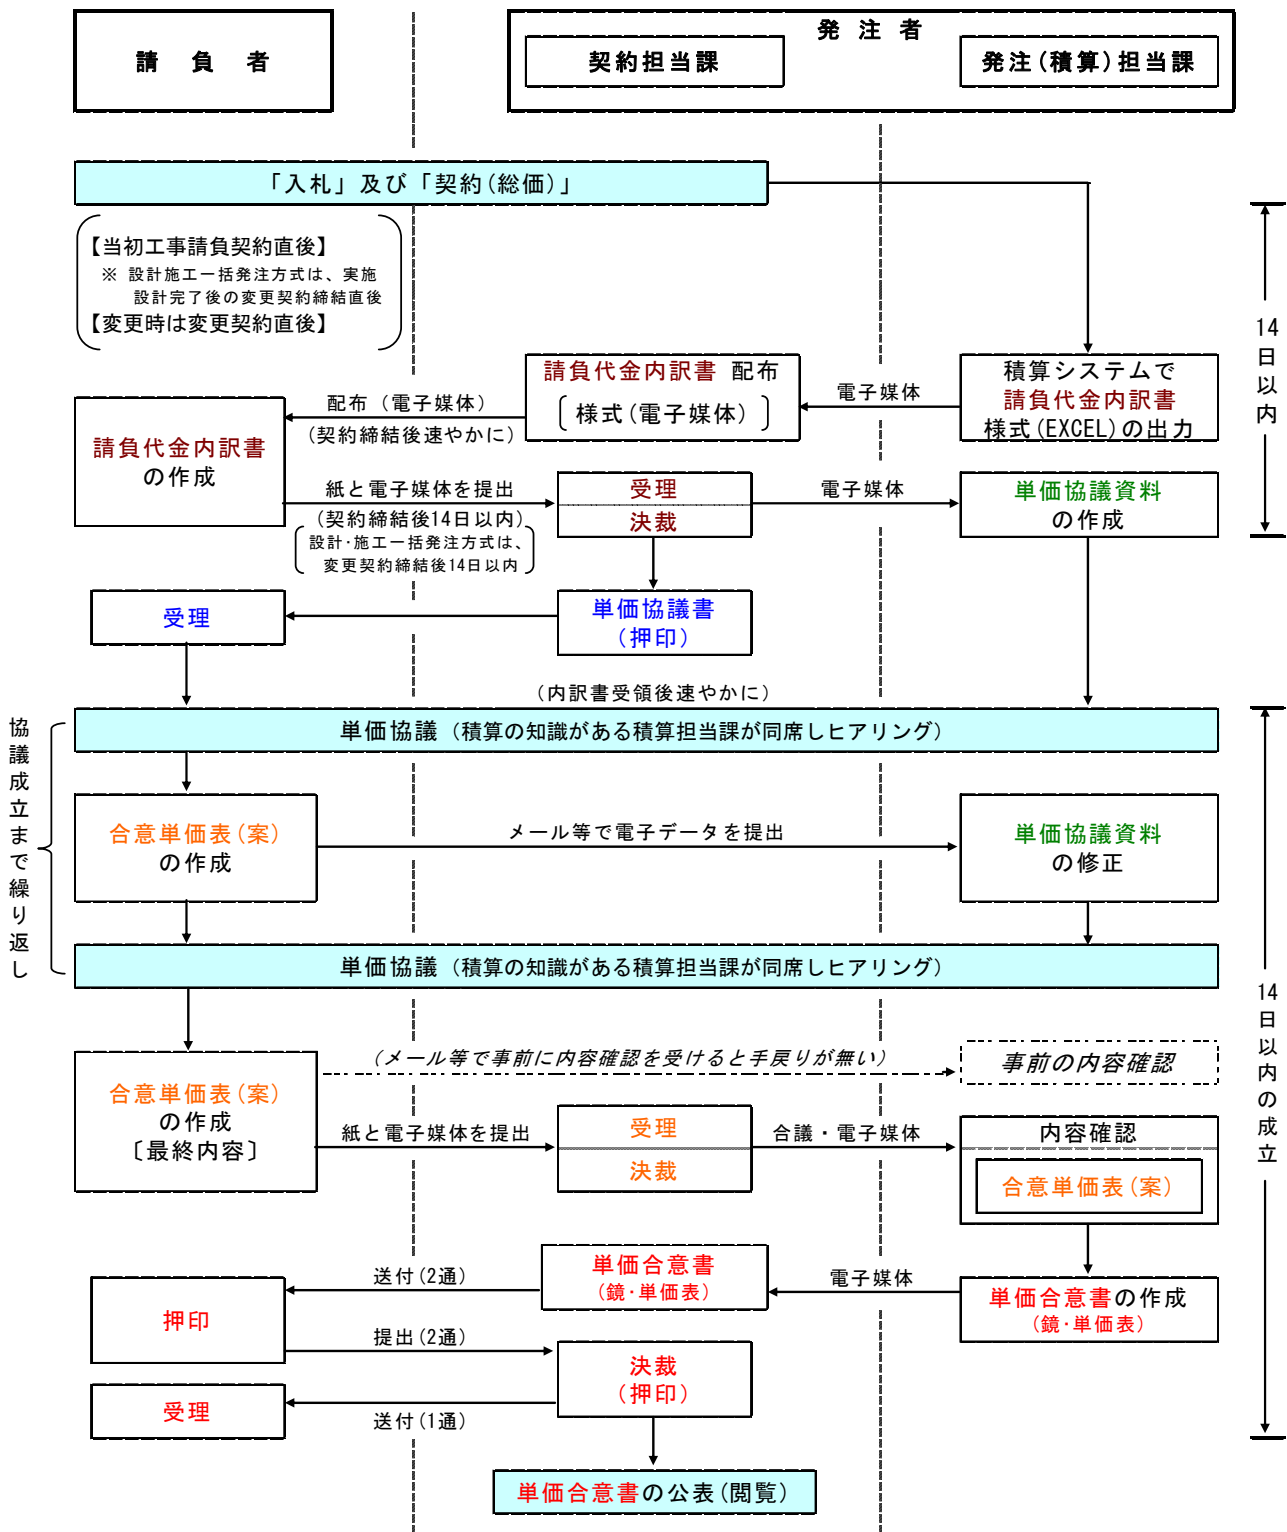 請負者
発注者
契約担当課
発注(積算)担当課
「入札」及び「契約(総価)」
【当初工事請負契約直後】
※ 設計施工一括発注方式は、実施
設計完了後の変更契約締結直後
【変更時は変更契約直後】
14日以内
積算システムで
請負代金内訳書
様式(EXCEL)の出力
電子媒体
請負代金内訳書 配布
〔様式(電子媒体)〕
配布(電子媒体)
(契約締結後速やかに)
請負代金内訳書
の作成
紙と電子媒体を提出
(契約締結後14日以内)
設計・施工一括発注方式は、
変更契約締結後14日以内
受理
決裁
電子媒体
単価協議資料
の作成
単価協議書
(押印)
受理
(内訳書受領後速やかに)
協議成立まで繰り返し
単価協議(積算の知識がある積算担当課が同席しヒアリング)
合意単価表(案)
の作成
メール等で電子データを提出
単価協議資料
の修正
単価協議(積算の知識がある積算担当課が同席しヒアリング)
14日以内の成立
合意単価表(案)
の作成
〔最終内容〕
(メール等で事前に内容確認を受けると手戻りが無い)
事前の内容確認
紙と電子媒体を提出
受理
決裁
合議・電子媒体
内容確認
合意単価表(案)
単価合意書の作成
(鏡・単価表)
電子媒体
単価合意書
(鏡・単価表)
送付(2通)
押印
提出(2通)
決裁
(押印)
送付(1通)
受理
単価合意書の公表(閲覧)